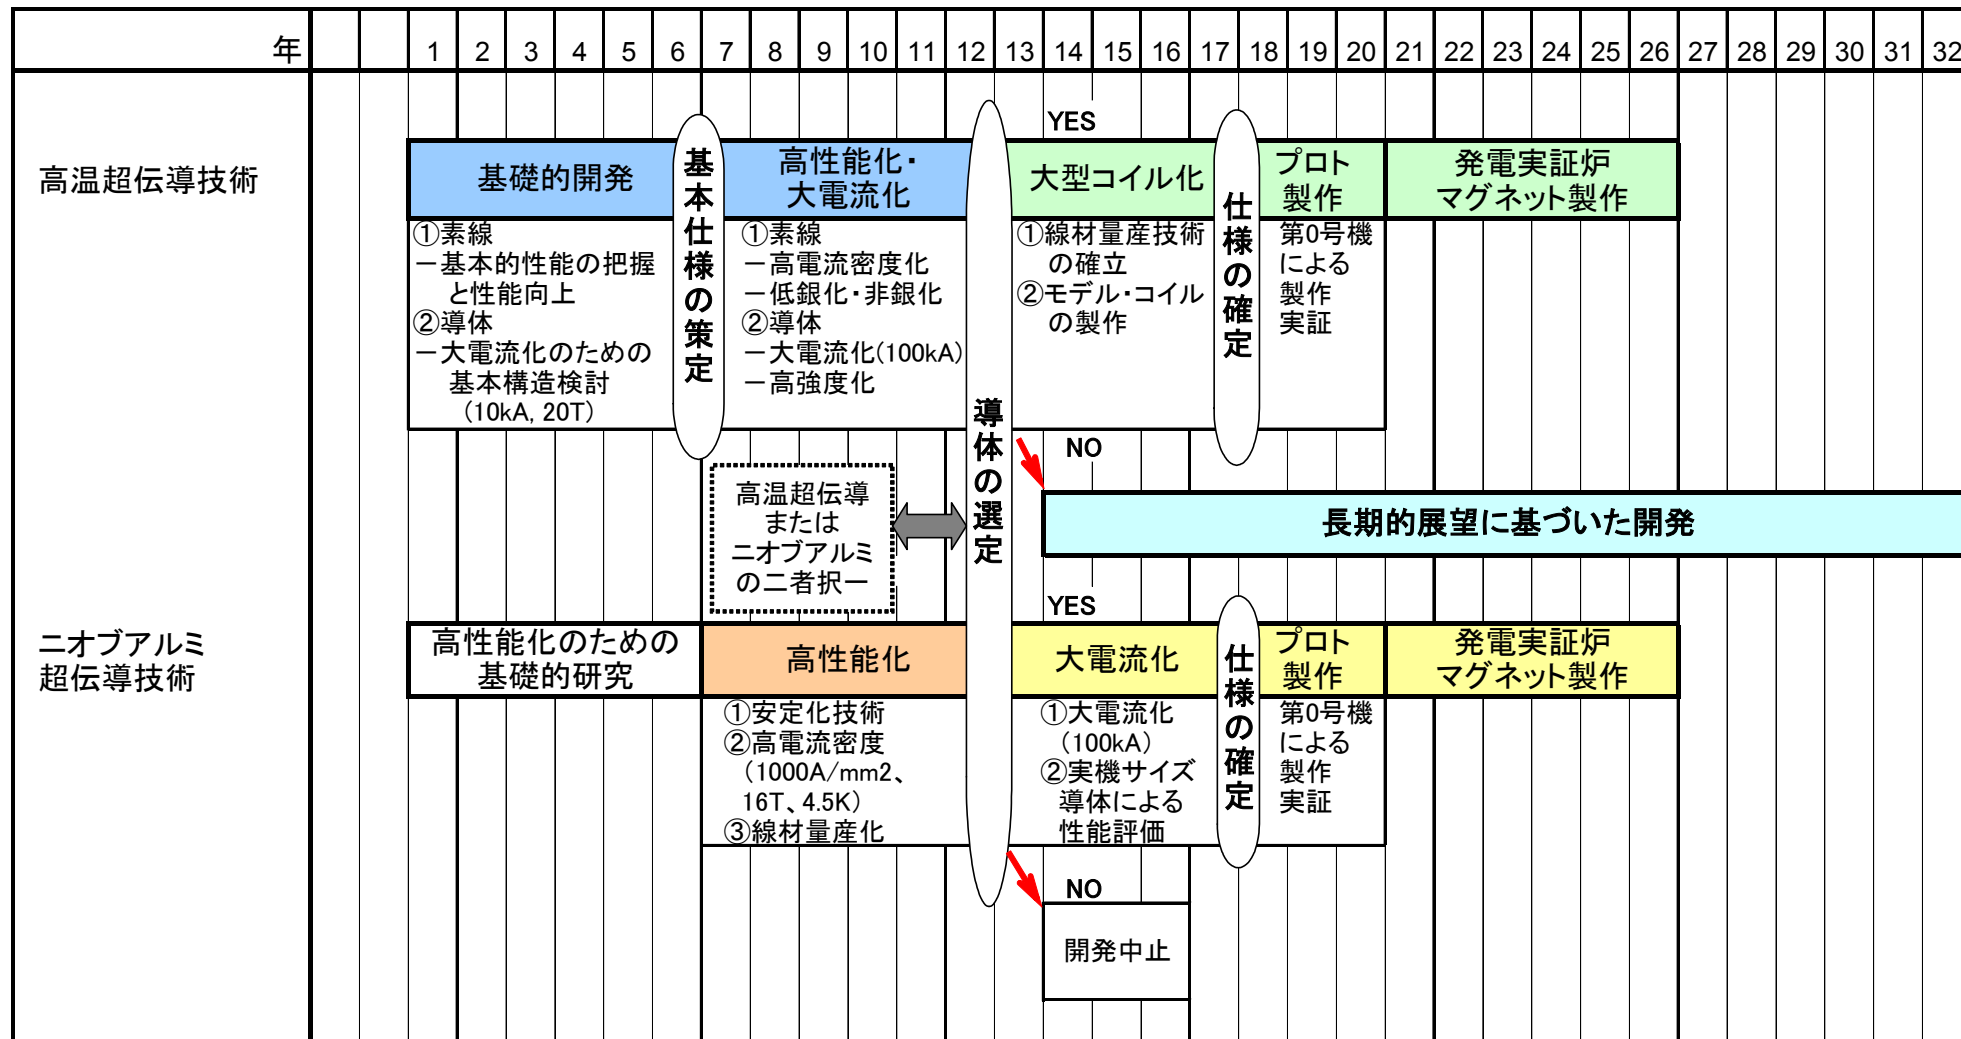 年 1 2 3 4 5 6 7 8 9 10 11 12 13 14 15 16 17 18 19 20 21 22 23 24 25 26 27 28 29 30 31 32
高温超伝導技術
基礎的開発
①素線
－基本的性能の把握
と性能向上
②導体
－大電流化のための
基本構造検討
(10kA, 20T)
基本仕様の策定
高性能化・
大電流化
①素線
－高電流密度化
－低銀化・非銀化
②導体
－大電流化(100kA)
－高強度化
導体の選定
YES
大型コイル化
①線材量産技術
の確立
②モデル・コイル
の製作
仕様の確定
プロト
製作
第0号機
による
製作
実証
発電実証炉
マグネット製作
NO
長期的展望に基づいた開発
高温超伝導
または
ニオブアルミ
の二者択一
ニオブアルミ
超伝導技術
高性能化のための
基礎的研究
高性能化
①安定化技術
②高電流密度
(1000A/mm2、
16T、4.5K)
③線材量産化
YES
大電流化
①大電流化
(100kA)
②実機サイズ
導体による
性能評価
仕様の確定
プロト
製作
第0号機
による
製作
実証
発電実証炉
マグネット製作
NO
開発中止